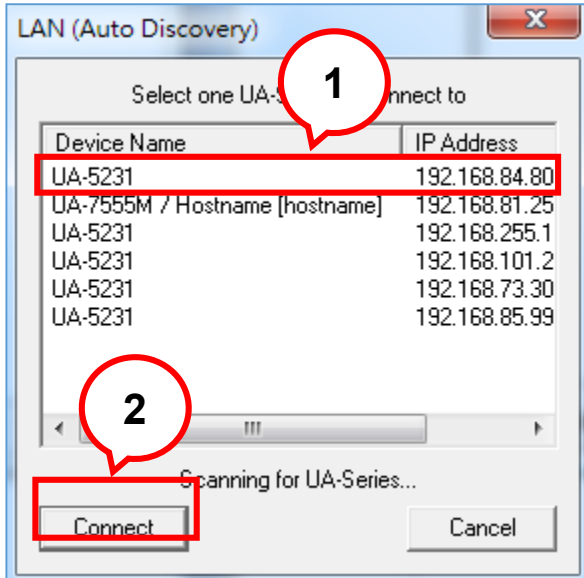 LAN (Auto Discovery)
Select one UA- nnect to
1
Device Name IP Address
UA-5231 192.168.84.80
UA-7555M / Hostname [hostname] 192.168.81.25
UA-5231 192.168.255.1
UA-5231 192.168.101.2
UA-5231 192.168.73.30
UA-5231 192.168.85.99
2
Scanning for UA-Series...
Connect Cancel